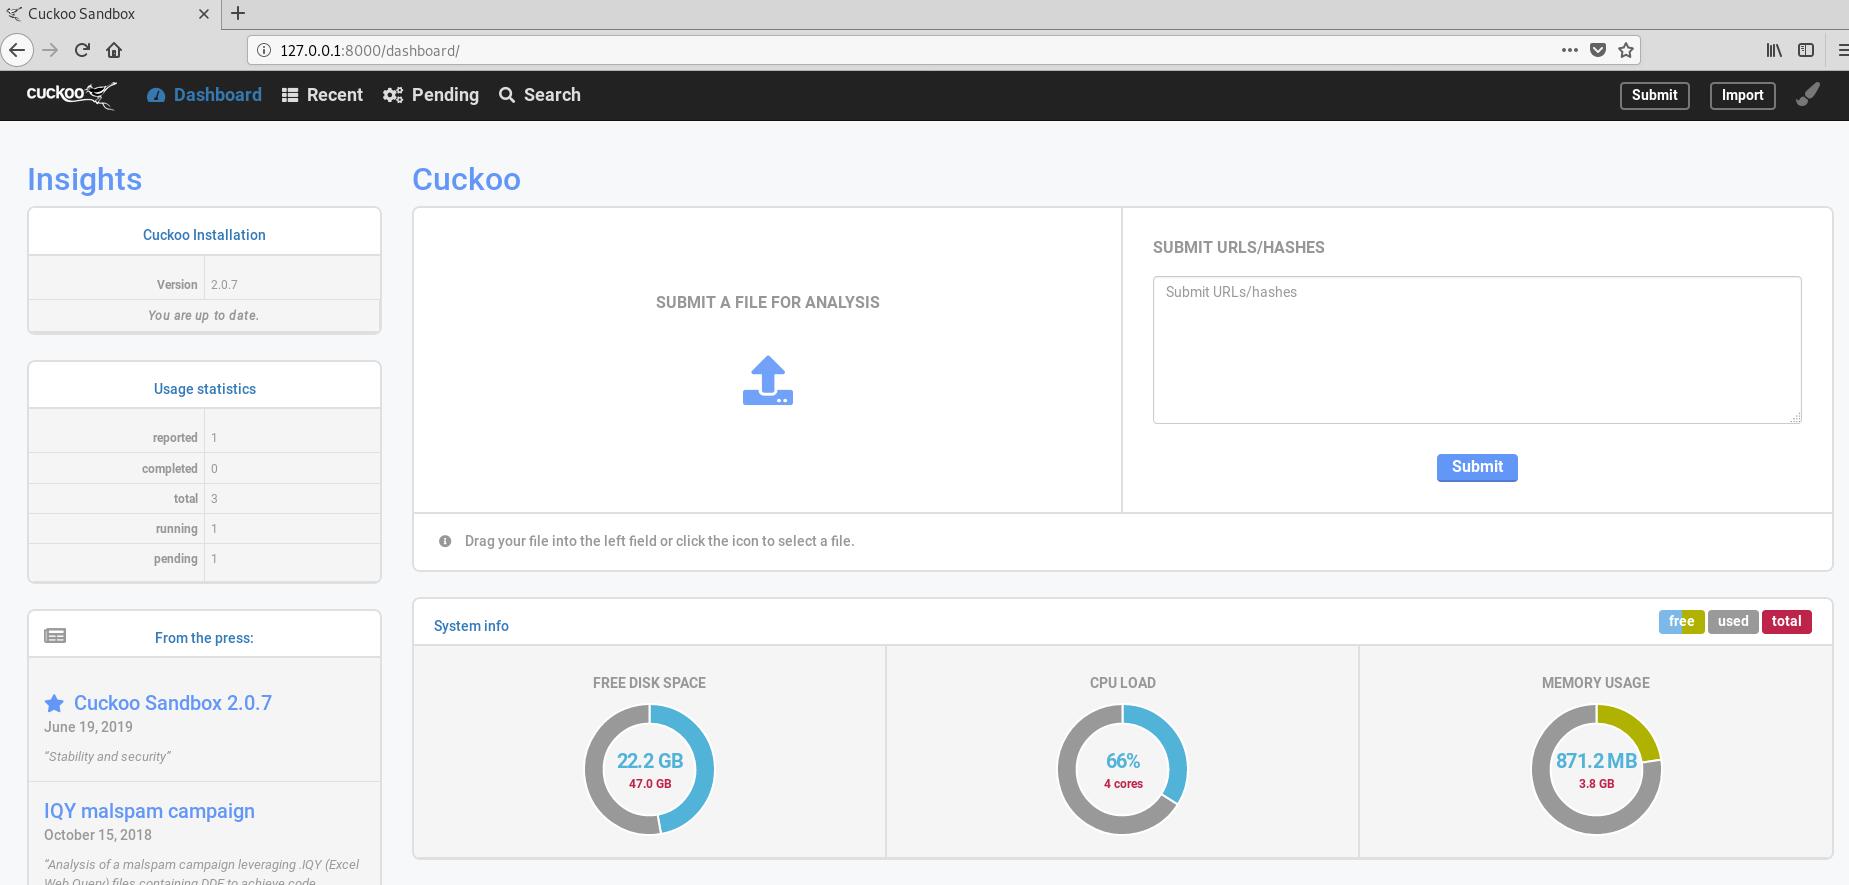 Cuckoo Sandbox
127.0.0.1:8000/dashboard/
cuckoo Dashboard Recent Pending Search Submit Import
Insights
Cuckoo Installation
Version 2.0.7
You are up to date.
Usage statistics
reported 1
completed 0
total 3
running 1
pending 1
From the press:
Cuckoo Sandbox 2.0.7
June 19, 2019
“Stability and security”
IQY malspam campaign
October 15, 2018
“Analysis of a malspam campaign leveraging .IQY (Excel
Web Query) files containing DDE to achieve code
Cuckoo
SUBMIT A FILE FOR ANALYSIS
SUBMIT URLS/HASHES
Submit URLs/hashes
Submit
Drag your file into the left field or click the icon to select a file.
System info
free used total
FREE DISK SPACE
22.2 GB
47.0 GB
CPU LOAD
66%
4 cores
MEMORY USAGE
871.2 MB
3.8 GB